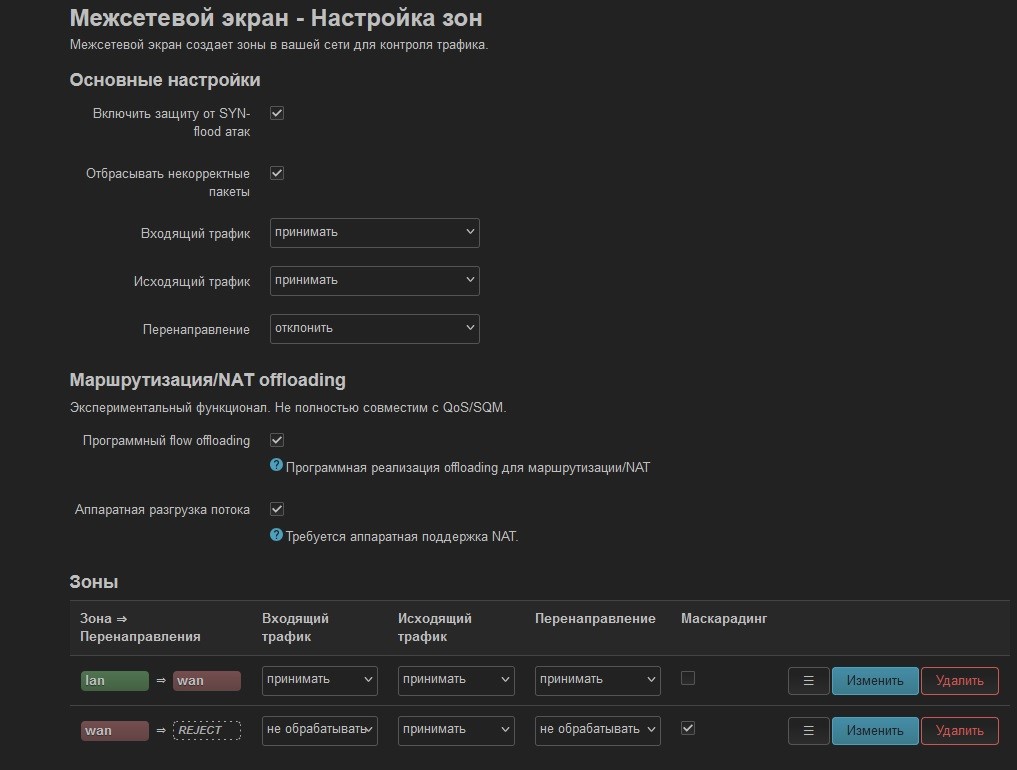 Межсетевой экран - Настройка зон
Межсетевой экран создает зоны в вашей сети для контроля трафика.
Основные настройки
Включить защиту от SYN-
flood атак
Отбрасывать некорректные
пакеты
Входящий трафик принимать
Исходящий трафик принимать
Перенаправление отклонить
Маршрутизация/NAT offloading
Экспериментальный функционал. Не полностью совместим с QoS/SQM.
Программный flow offloading
Программная реализация offloading для маршрутизации/NAT
Аппаратная разгрузка потока
Требуется аппаратная поддержка NAT.
Зоны
Зона ⇒ Входящий Исходящий Перенаправление Маскарадинг
Перенаправления трафик трафик
lan ⇒ wan принимать принимать принимать Изменить Удалить
wan ⇒ REJECT не обрабатывать принимать не обрабатывать Изменить Удалить